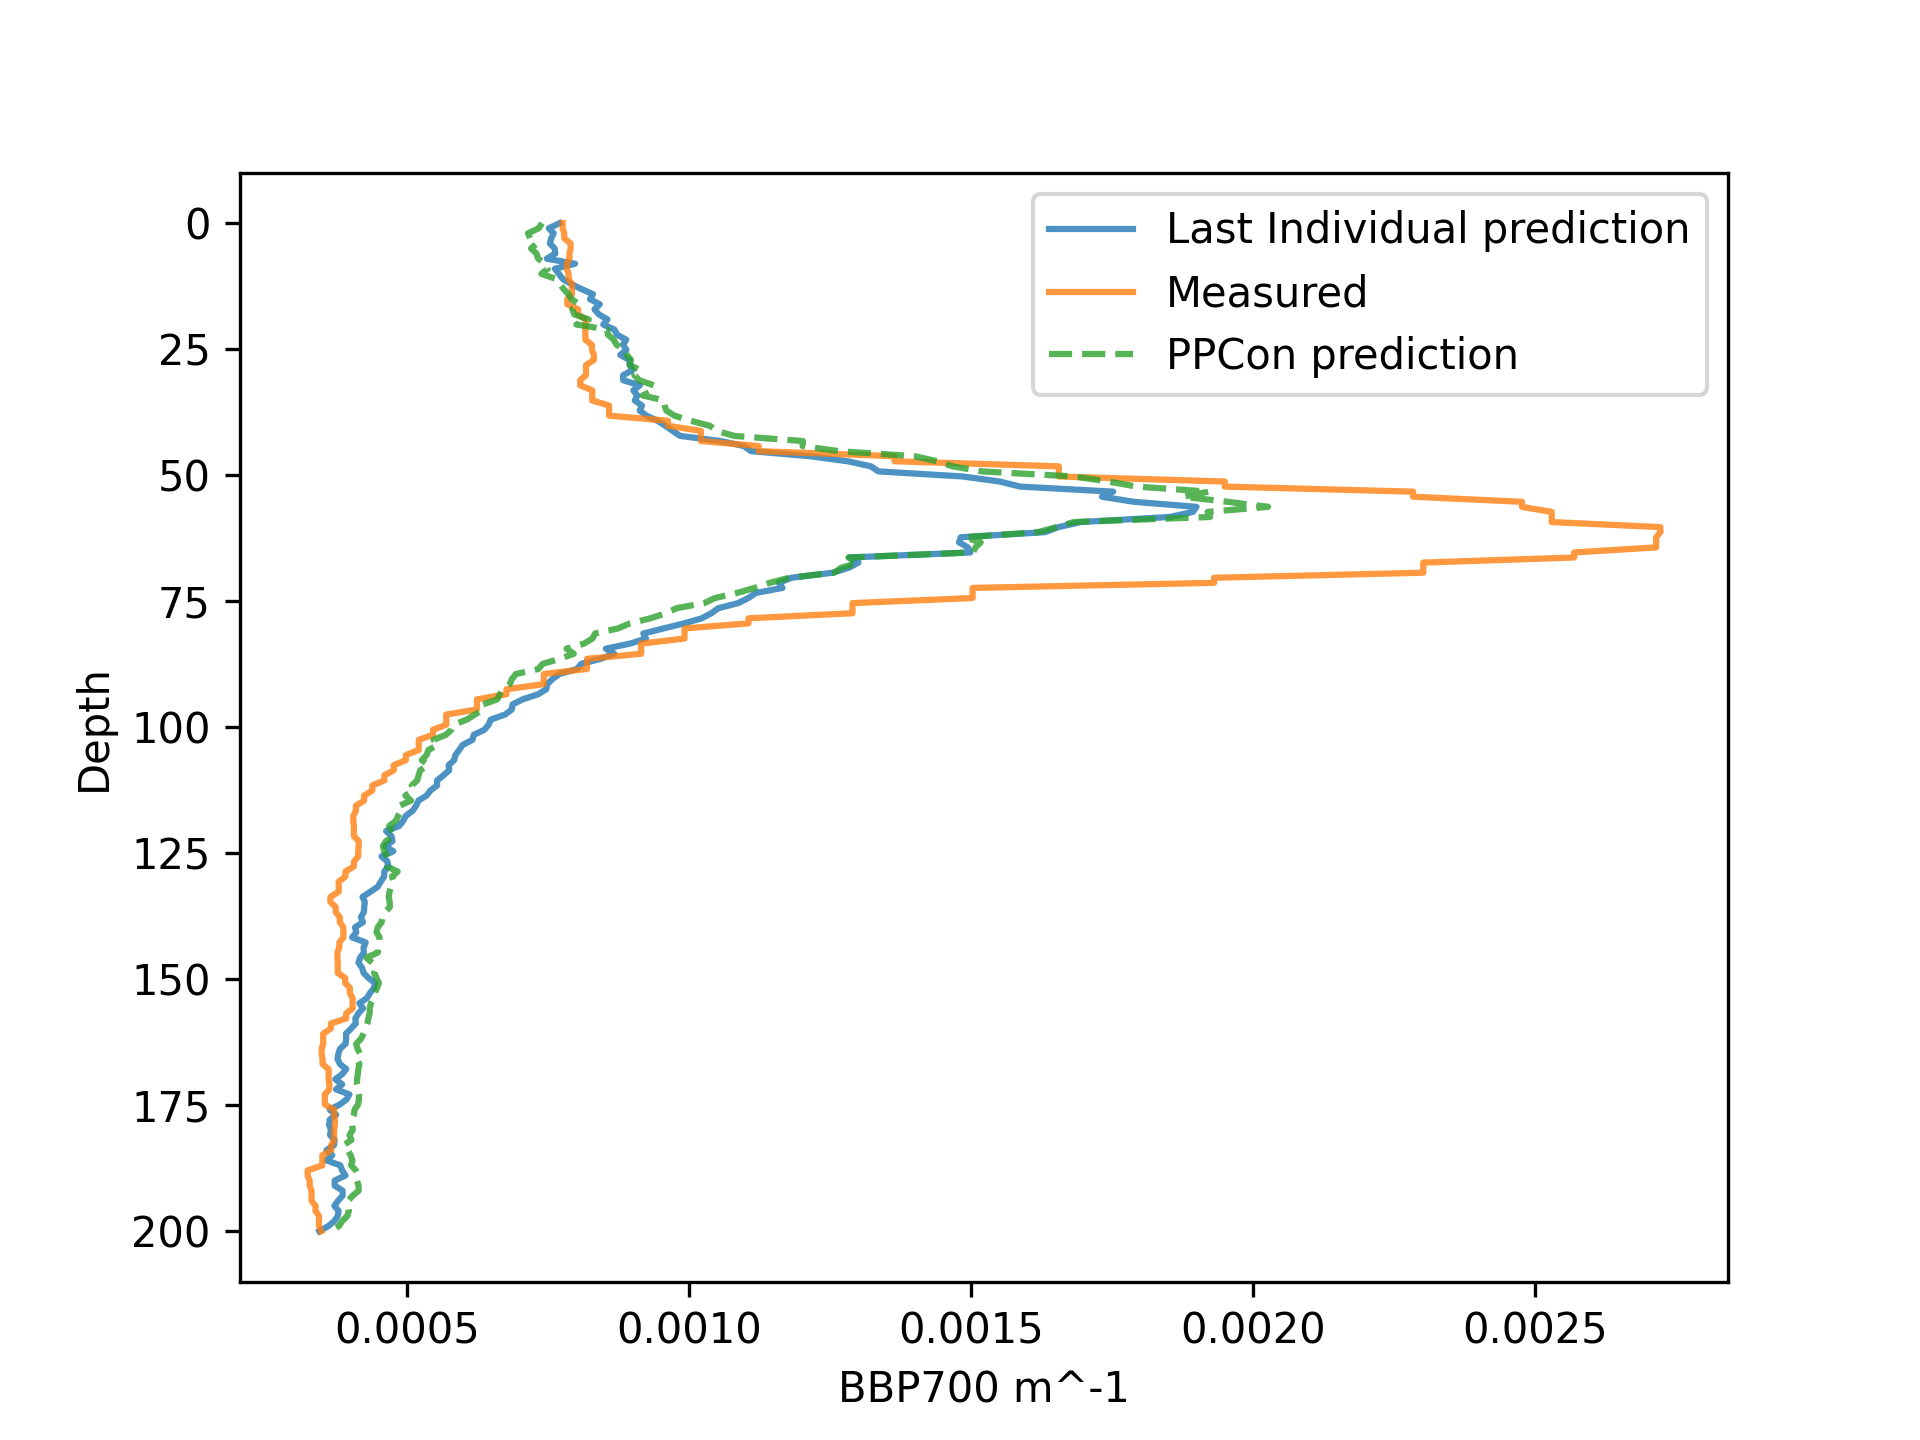 Last Individual prediction
Measured
PPCon prediction
0
25
50
75
100
125
150
175
200
Depth
0.0005 0.0010 0.0015 0.0020 0.0025
BBP700 m^-1